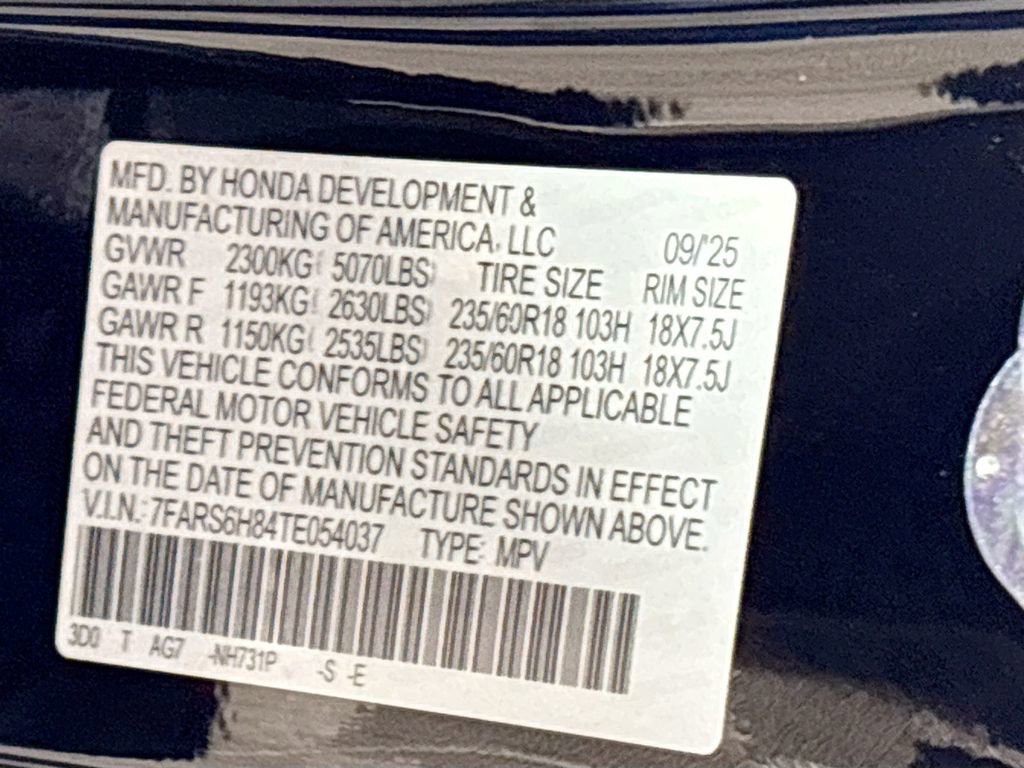 MFD. BY HONDA DEVELOPMENT &
MANUFACTURING OF AMERICA, LLC 09/'25
GVWR 2300KG( 5070LBS) TIRE SIZE RIM SIZE
GAWR F 1193KG( 2630LBS) 235/60R18 103H 18X7.5J
GAWR R 1150KG( 2535LBS) 235/60R18 103H 18X7.5J
THIS VEHICLE CONFORMS TO ALL APPLICABLE
FEDERAL MOTOR VEHICLE SAFETY
AND THEFT PREVENTION STANDARDS IN EFFECT
ON THE DATE OF MANUFACTURE SHOWN ABOVE.
V.I.N.: 7FARS6H84TE054037 TYPE: MPV
3D0 T AG7 -NH731P -S -E